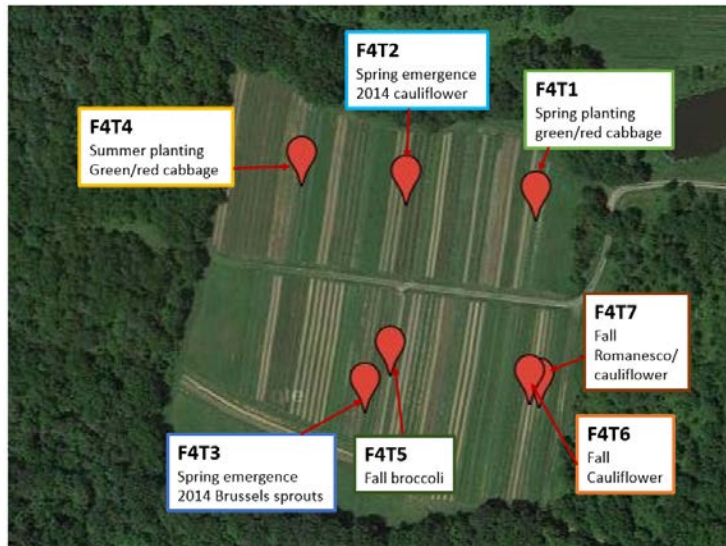 F4T2
Spring emergence
2014 cauliflower
F4T1
Spring planting
green/red cabbage
F4T4
Summer planting
Green/red cabbage
F4T7
Fall
Romanesco/
cauliflower
F4T3
Spring emergence
2014 Brussels sprouts
F4T5
Fall broccoli
F4T6
Fall
Cauliflower